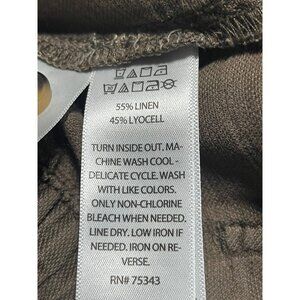 55% LINEN
45% LYOCELL
TURN INSIDE OUT. MA-
CHINE WASH COOL -
DELICATE CYCLE. WASH
WITH LIKE COLORS.
ONLY NON-CHLORINE
BLEACH WHEN NEEDED.
LINE DRY. LOW IRON IF
NEEDED. IRON ON RE-
VERSE.
RN# 75343